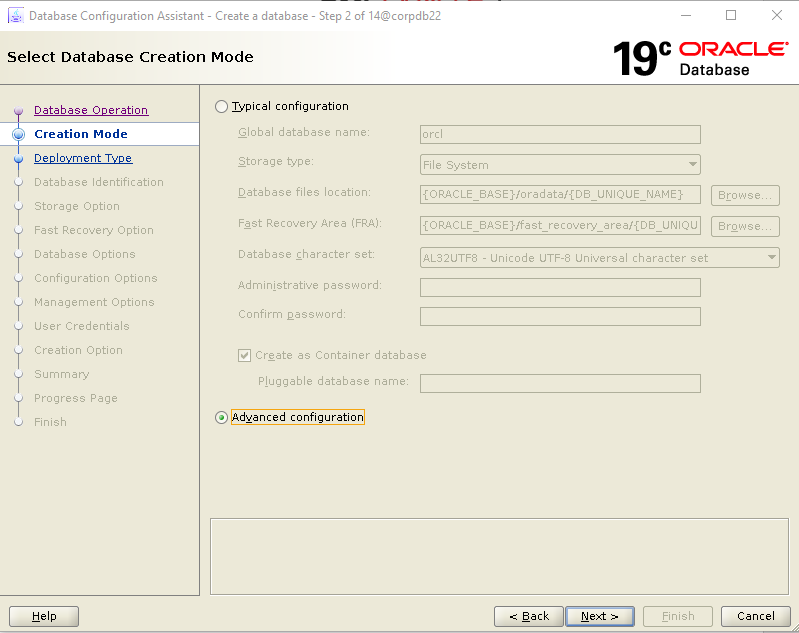 Database Configuration Assistant - Create a database - Step 2 of 14@corpdb22
Select Database Creation Mode
19c ORACLE
Database
Database Operation
Creation Mode
Deployment Type
Database Identification
Storage Option
Fast Recovery Option
Database Options
Configuration Options
Management Options
User Credentials
Creation Option
Summary
Progress Page
Finish
Typical configuration
Global database name: orcl
Storage type: File System
Database files location: {ORACLE_BASE}/oradata/{DB_UNIQUE_NAME} Browse...
Fast Recovery Area (FRA): {ORACLE_BASE}/fast_recovery_area/{DB_UNIQU Browse...
Database character set: AL32UTF8 - Unicode UTF-8 Universal character set
Administrative password:
Confirm password:
Create as Container database
Pluggable database name:
Advanced configuration
Help < Back Next > Finish Cancel